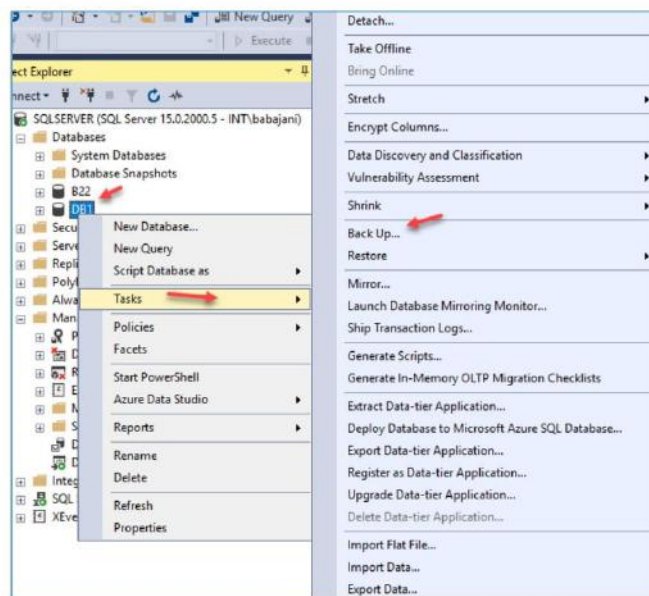 New Query
Execute
ect Explorer
nnect
SQLSERVER (SQL Server 15.0.2000.5 - INT\babajani)
Databases
System Databases
Database Snapshots
B22
DB1
Secu
Serve
Repli
Polyl
Alwa
Man
P
D
R
E
M
S
D
D
Integ
SQL
XEve
New Database...
New Query
Script Database as
Tasks
Policies
Facets
Start PowerShell
Azure Data Studio
Reports
Rename
Delete
Refresh
Properties
Detach...
Take Offline
Bring Online
Stretch
Encrypt Columns...
Data Discovery and Classification
Vulnerability Assessment
Shrink
Back Up...
Restore
Mirror...
Launch Database Mirroring Monitor...
Ship Transaction Logs...
Generate Scripts...
Generate In-Memory OLTP Migration Checklists
Extract Data-tier Application...
Deploy Database to Microsoft Azure SQL Database...
Export Data-tier Application...
Register as Data-tier Application...
Upgrade Data-tier Application...
Delete Data-tier Application...
Import Flat File...
Import Data...
Export Data...